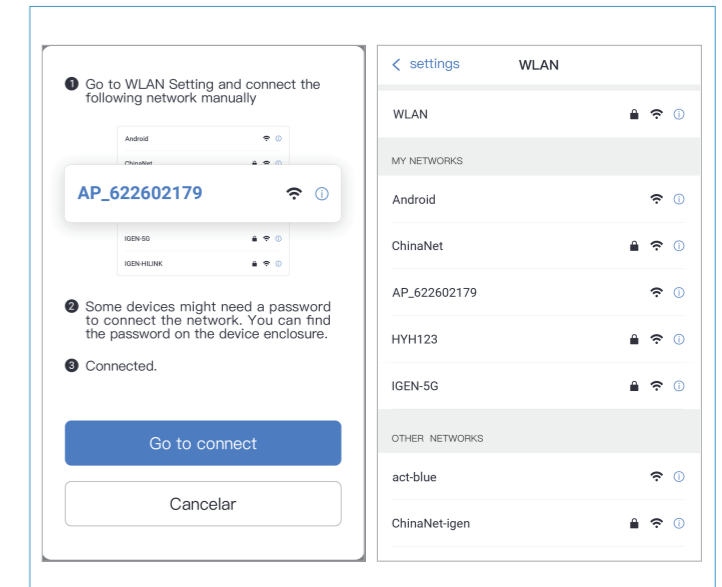 ❶ Go to WLAN Setting and connect the
following network manually
Android
ChinaNet
AP_622602179
IGEN-5G
IGEN-HILINK
❷ Some devices might need a password
to connect the network. You can find
the password on the device enclosure.
❸ Connected.
Go to connect
Cancelar
settings WLAN
WLAN
MY NETWORKS
Android
ChinaNet
AP_622602179
HYH123
IGEN-5G
OTHER NETWORKS
act-blue
ChinaNet-igen